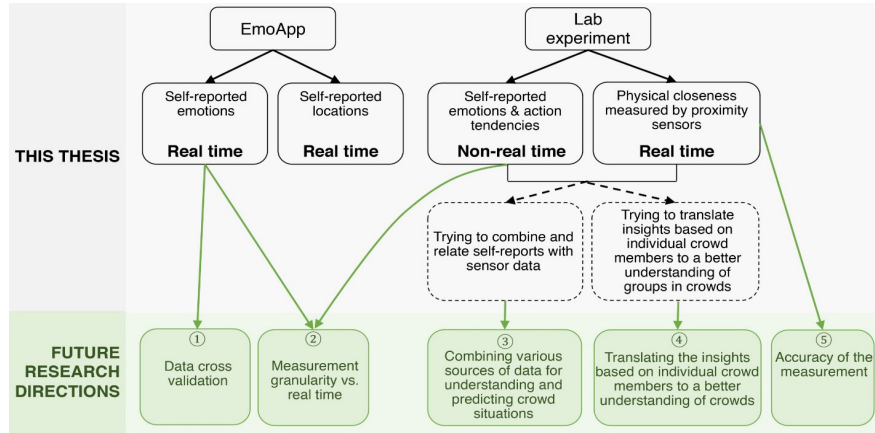 EmoApp
Lab
experiment
Self-reported
emotions
Real time
Self-reported
locations
Real time
Self-reported
emotions & action
tendencies
Non-real time
Physical closeness
measured by proximity
sensors
Real time
THIS THESIS
Trying to combine and
relate self-reports with
sensor data
Trying to translate
insights based on
individual crowd
members to a better
understanding of
groups in crowds
FUTURE
RESEARCH
DIRECTIONS
①
Data cross
validation
②
Measurement
granularity vs.
real time
③
Combining various
sources of data for
understanding and
predicting crowd
situations
④
Translating the insights
based on individual crowd
members to a better
understanding of crowds
⑤
Accuracy of the
measurement